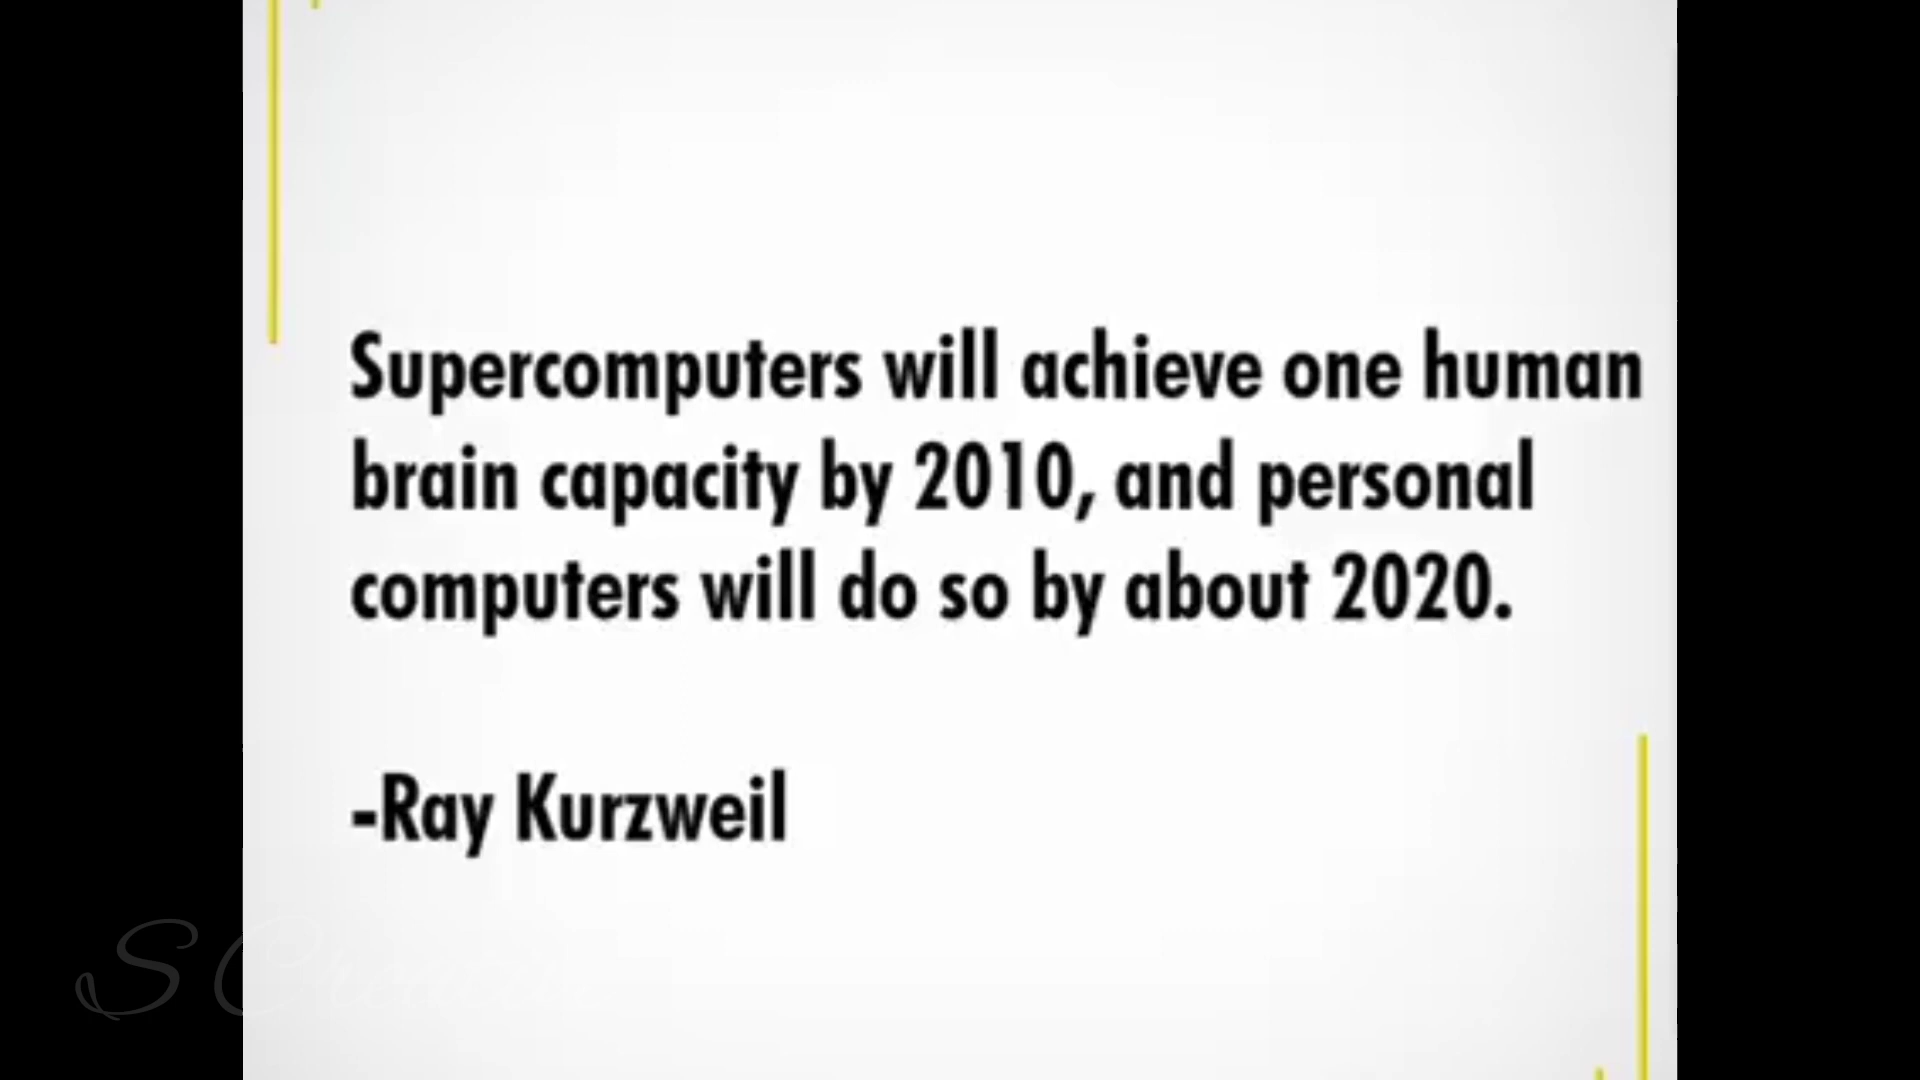 Supercomputers will achieve one human
brain capacity by 2010, and personal
computers will do so by about 2020.
-Ray Kurzweil